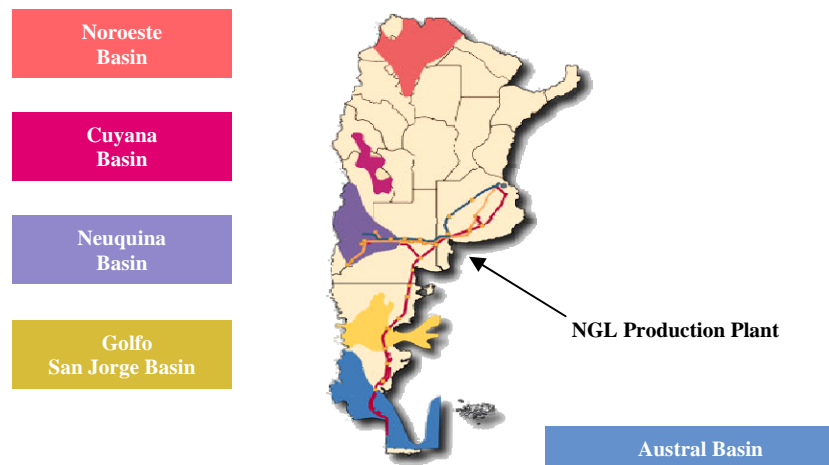 Noroeste
Basin
Cuyana
Basin
Neuquina
Basin
Golfo
San Jorge Basin
NGL Production Plant
Austral Basin